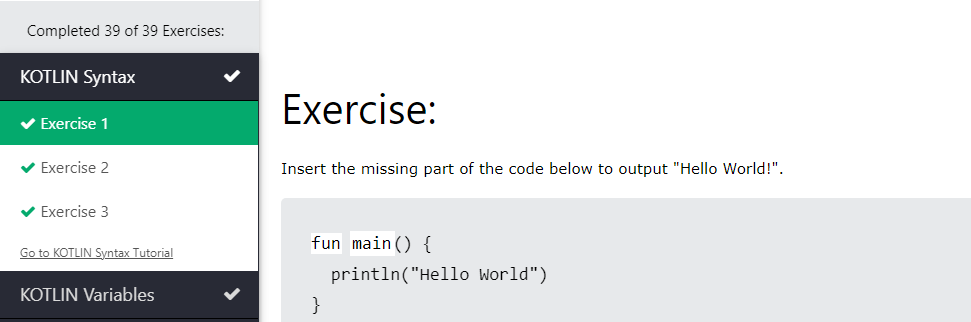 Completed 39 of 39 Exercises:
KOTLIN Syntax
Exercise 1
Exercise 2
Exercise 3
Go to KOTLIN Syntax Tutorial
KOTLIN Variables
Exercise:
Insert the missing part of the code below to output "Hello World!".
fun main() {
println("Hello World")
}